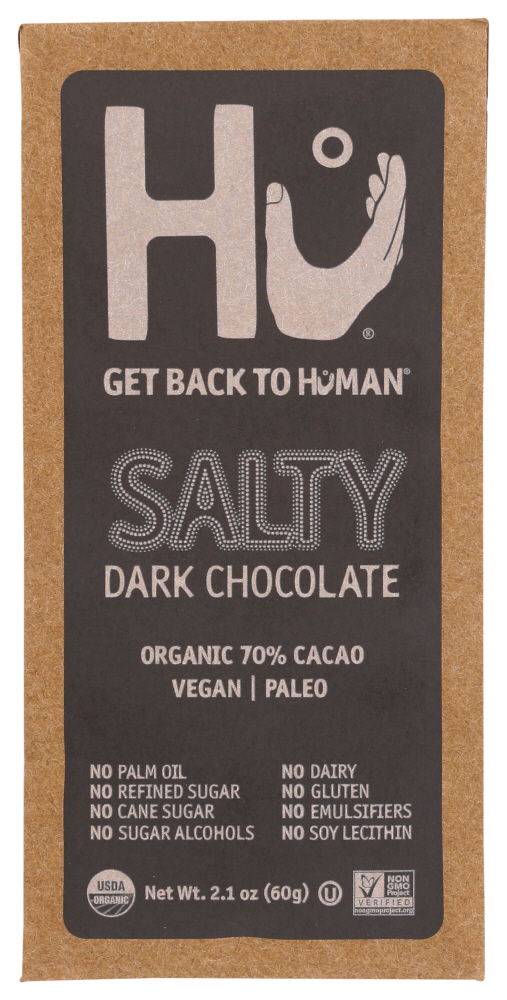 Hu
®
GET BACK TO HUMAN®
SALTY
DARK CHOCOLATE
ORGANIC 70% CACAO
VEGAN | PALEO
NO PALM OIL
NO REFINED SUGAR
NO CANE SUGAR
NO SUGAR ALCOHOLS
NO DAIRY
NO GLUTEN
NO EMULSIFIERS
NO SOY LECITHIN
USDA
ORGANIC
Net Wt. 2.1 oz (60g)
U
NON
GMO
Project
VERIFIED
nongmoproject.org